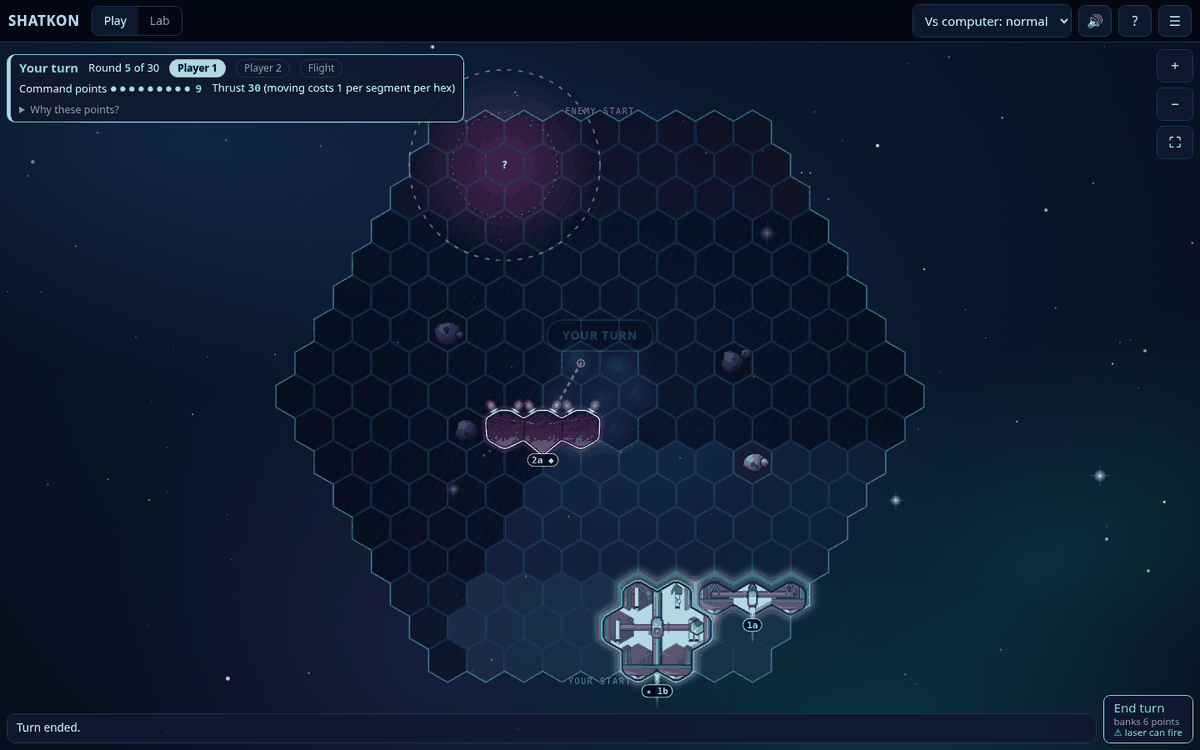 SHATKON
Play
Lab
Vs computer: normal
?
Your turn Round 5 of 30 Player 1 Player 2 Flight
Command points 9 Thrust 30 (moving costs 1 per segment per hex)
Why these points?
+
−
ENEMY START
?
YOUR TURN
2a ◆
1a
YOUR START
★ 1b
Turn ended.
End turn
banks 6 points
⚠ laser can fire